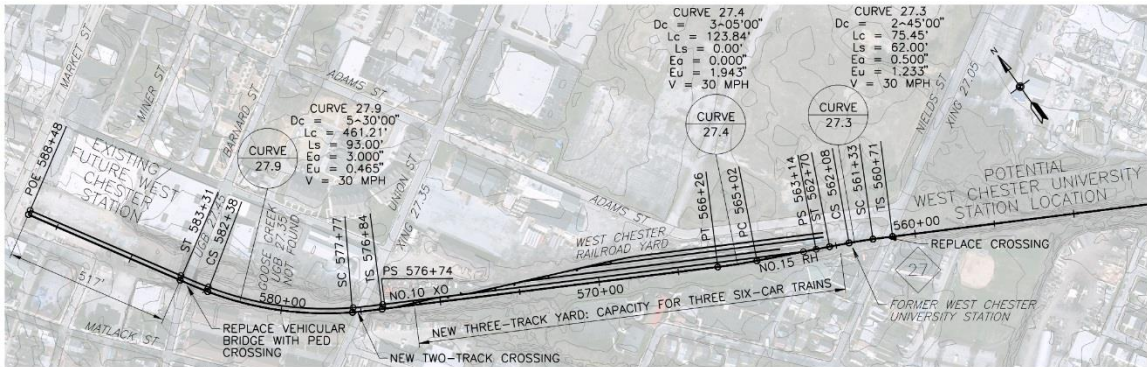 CURVE 27.4
Dc = 3-05'00"
Lc = 123.84'
Ls = 0.00'
Ea = 0.000"
Eu = 1.943"
V = 30 MPH
CURVE 27.3
Dc = 2-45'00"
Lc = 75.45'
Ls = 62.00'
Ea = 0.500"
Eu = 1.233"
V = 30 MPH
CURVE
27.4
CURVE
27.3
N
NIELDS ST
XING 27.05
MARKET ST
MINER ST
BARNARD ST
ADAMS ST
CURVE 27.9
Dc = 5-30'00"
Lc = 461.21'
Ls = 93.00'
Ea = 3.000"
Eu = 0.465"
V = 30 MPH
CURVE
27.9
UNION ST
XING 27.35
ADAMS ST
POE 588+48
EXISTING
FUTURE WEST
CHESTER
STATION
ST 583+31
UGB 27.45
CS 582+38
GOOSE CREEK
UGB 27.35
NOT FOUND
580+00
SC 577+77
TS 576+84
PS 576+74
NO.10 XO
WEST CHESTER
RAILROAD YARD
570+00
PT 566+26
PC 565+02
PS 563+14
ST 562+70
CS 562+08
SC 561+33
TS 560+71
560+00
NO.15 RH
POTENTIAL
WEST CHESTER UNIVERSITY
STATION LOCATION
REPLACE CROSSING
27
FORMER WEST CHESTER
UNIVERSITY STATION
517'
MATLACK ST
REPLACE VEHICULAR
BRIDGE WITH PED
CROSSING
NEW TWO-TRACK CROSSING
NEW THREE-TRACK YARD: CAPACITY FOR THREE SIX-CAR TRAINS